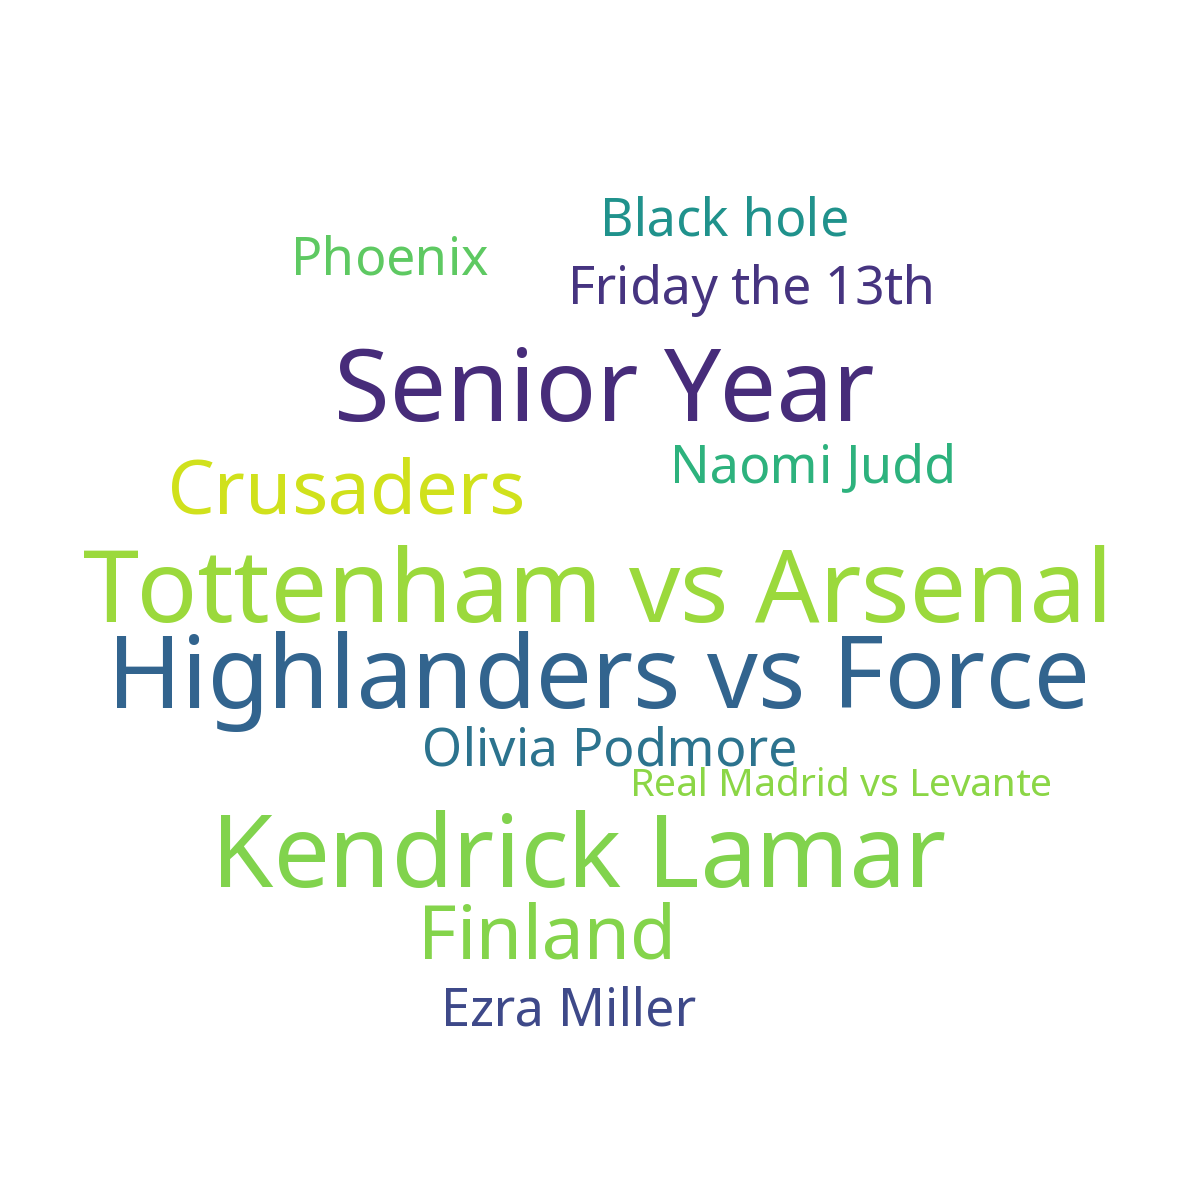 Black hole
Phoenix
Friday the 13th
Senior Year
Naomi Judd
Crusaders
Tottenham vs Arsenal
Highlanders vs Force
Olivia Podmore
Real Madrid vs Levante
Kendrick Lamar
Finland
Ezra Miller